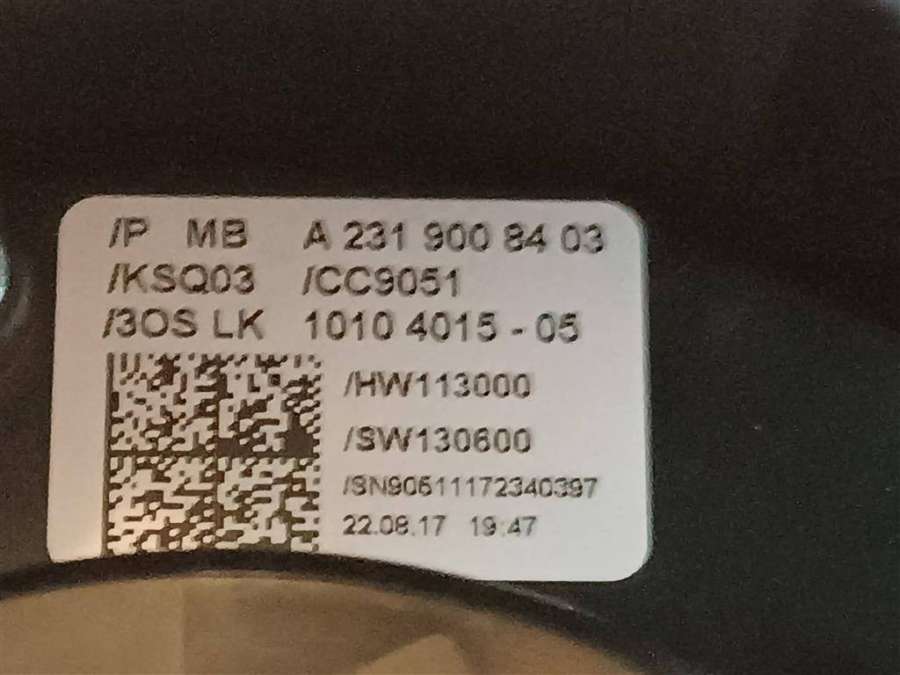 /P MB A 231 900 84 03
/KSQ03 /CC9051
/3OS LK 1010 4015 - 05
/HW113000
/SW130600
/SN90511172340397
22.08.17 19:47